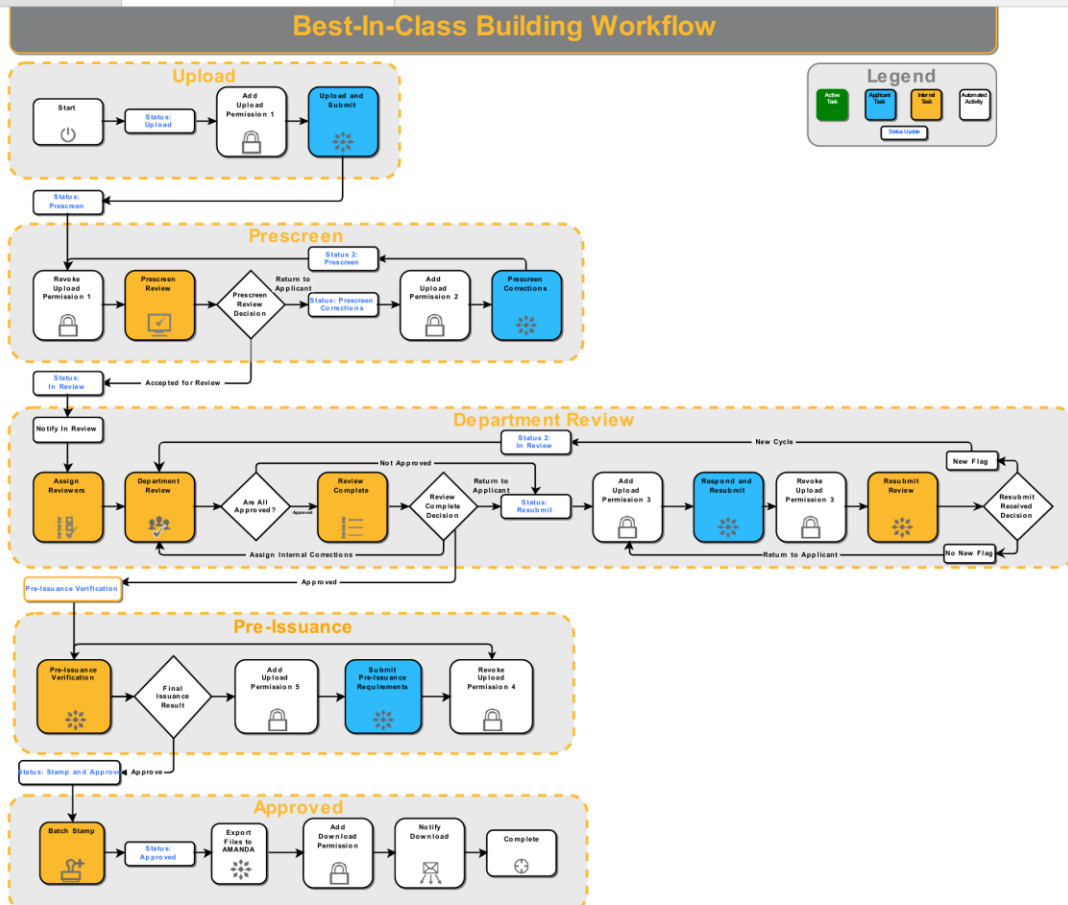 Best-In-Class Building Workflow
Upload
Start
Status:
Upload
Add
Upload
Permission 1
Upload and
Submit
Legend
Active
Task
Applicant
Task
Internal
Task
Automated
Activity
Status Update
Status:
Prescreen
Prescreen
Status 2:
Prescreen
Revoke
Upload
Permission 1
Prescreen
Review
Prescreen
Review
Decision
Return to
Applicant
Status: Prescreen
Corrections
Add
Upload
Permission 2
Prescreen
Corrections
Status:
In Review
Accepted for Review
Notify In Review
Department Review
Status 2:
In Review
New Cycle
New Flag
Not Approved
Assign
Reviewers
Department
Review
Are All
Approved?
Approved
Review
Complete
Review
Complete
Decision
Return to
Applicant
Status:
Resubmit
Add
Upload
Permission 3
Respond and
Resubmit
Revoke
Upload
Permission 3
Resubmit
Review
Resubmit
Received
Decision
Assign Internal Corrections
Return to Applicant
No New Flag
Pre-Issuance Verification
Approved
Pre-Issuance
Pre-Issuance
Verification
Final
Issuance
Result
Add
Upload
Permission 5
Submit
Pre-Issuance
Requirements
Revoke
Upload
Permission 4
Status: Stamp and Approve
Approve
Approved
Batch Stamp
Status:
Approved
Export
Files to
AMANDA
Add
Download
Permission
Notify
Download
Complete